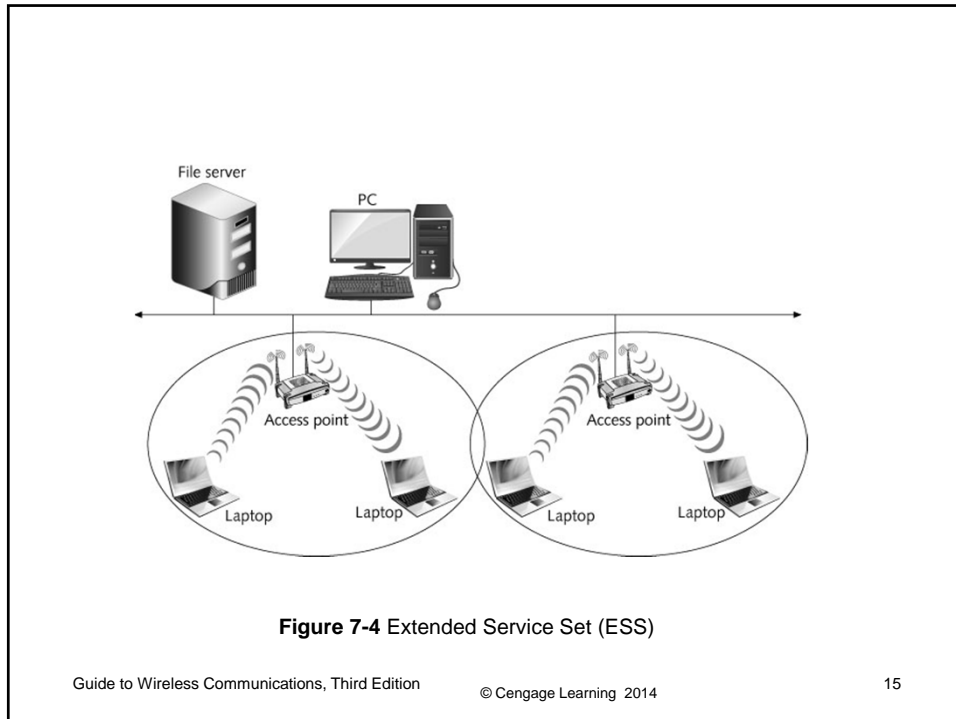 File server
PC
Access point
Access point
Laptop
Laptop
Laptop
Laptop
Figure 7-4 Extended Service Set (ESS)
Guide to Wireless Communications, Third Edition
© Cengage Learning 2014
15